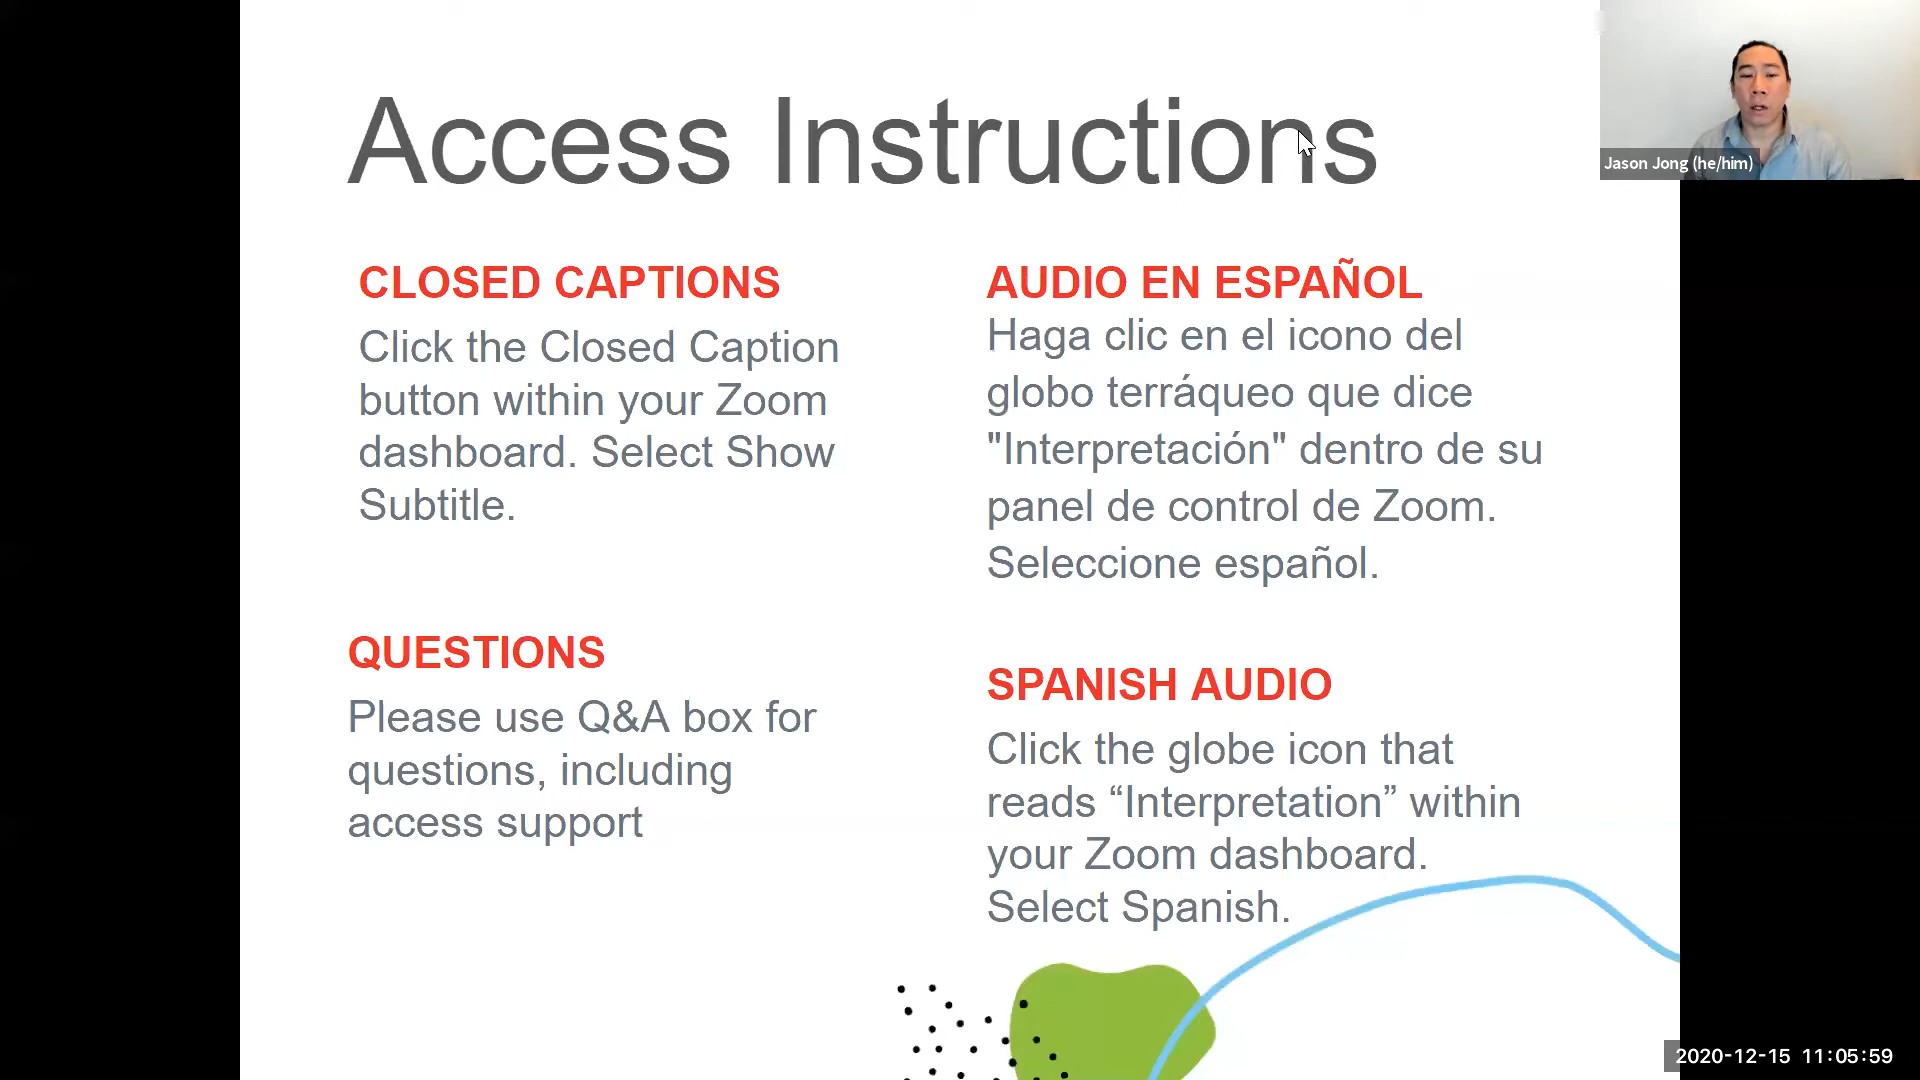 Access Instructions
CLOSED CAPTIONS
Click the Closed Caption
button within your Zoom
dashboard. Select Show
Subtitle.
QUESTIONS
Please use Q&A box for
questions, including
access support
AUDIO EN ESPAÑOL
Haga clic en el icono del
globo terráqueo que dice
"Interpretación" dentro de su
panel de control de Zoom.
Seleccione español.
SPANISH AUDIO
Click the globe icon that
reads “Interpretation” within
your Zoom dashboard.
Select Spanish.
Jason Jong (he/him)
2020-12-15 11:05:59